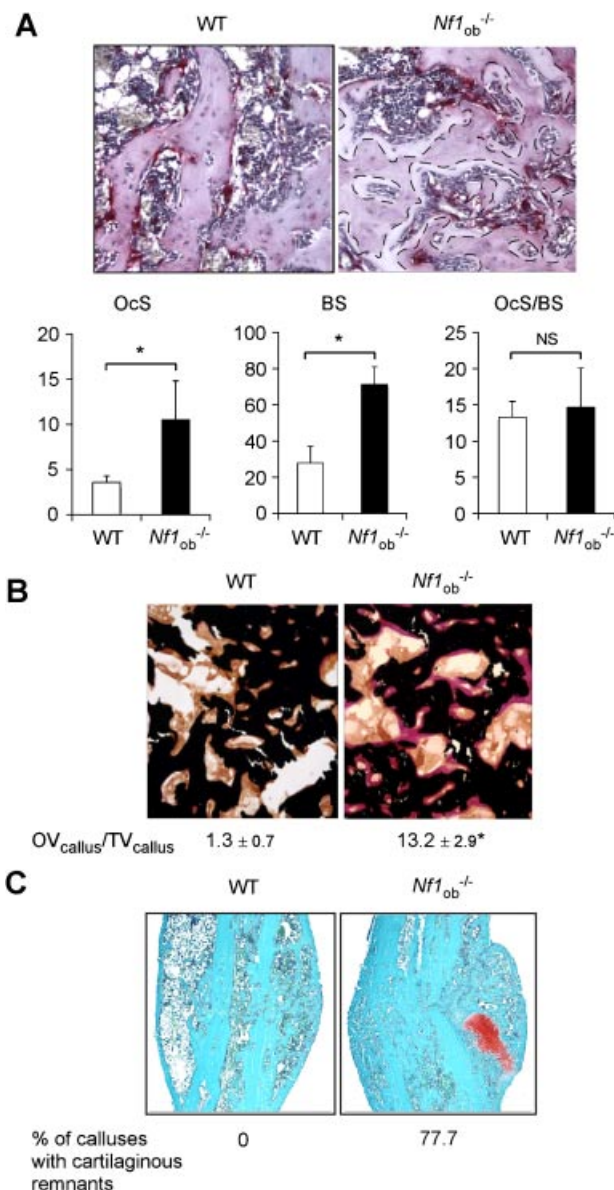 A
WT Nf1ob-/-
OcS BS OcS/BS
20
15
10
5
0
*
WT Nf1ob-/-
100
80
60
40
20
0
*
WT Nf1ob-/-
25
20
15
10
5
0
NS
WT Nf1ob-/-
B
WT Nf1ob-/-
OVcallus/TVcallus 1.3 ± 0.7 13.2 ± 2.9*
C
WT Nf1ob-/-
% of calluses
with cartilaginous
remnants
0 77.7